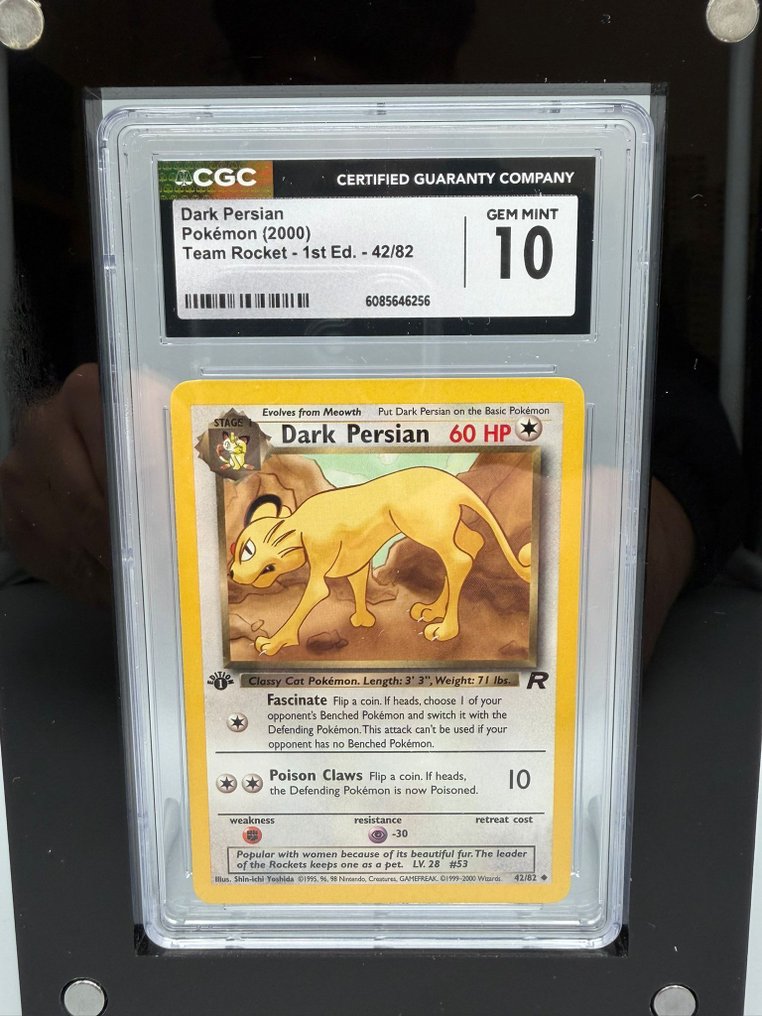 CGC CERTIFIED GUARANTY COMPANY
Dark Persian
Pokémon (2000)
Team Rocket - 1st Ed. - 42/82
GEM MINT
10
6085646256
Evolves from Meowth Put Dark Persian on the Basic Pokémon
STAGE 1
Dark Persian 60 HP
EDITION 1
Classy Cat Pokémon. Length: 3' 3", Weight: 71 lbs.
R
Fascinate Flip a coin. If heads, choose 1 of your
opponent's Benched Pokémon and switch it with the
Defending Pokémon. This attack can't be used if your
opponent has no Benched Pokémon.
Poison Claws Flip a coin. If heads, 10
the Defending Pokémon is now Poisoned.
weakness resistance retreat cost
-30
Popular with women because of its beautiful fur. The leader
of the Rockets keeps one as a pet. LV. 28 #53
Illus. Shin-ichi Yoshida ©1995, 96, 98 Nintendo, Creatures, GAMEFREAK. ©1999-2000 Wizards. 42/82